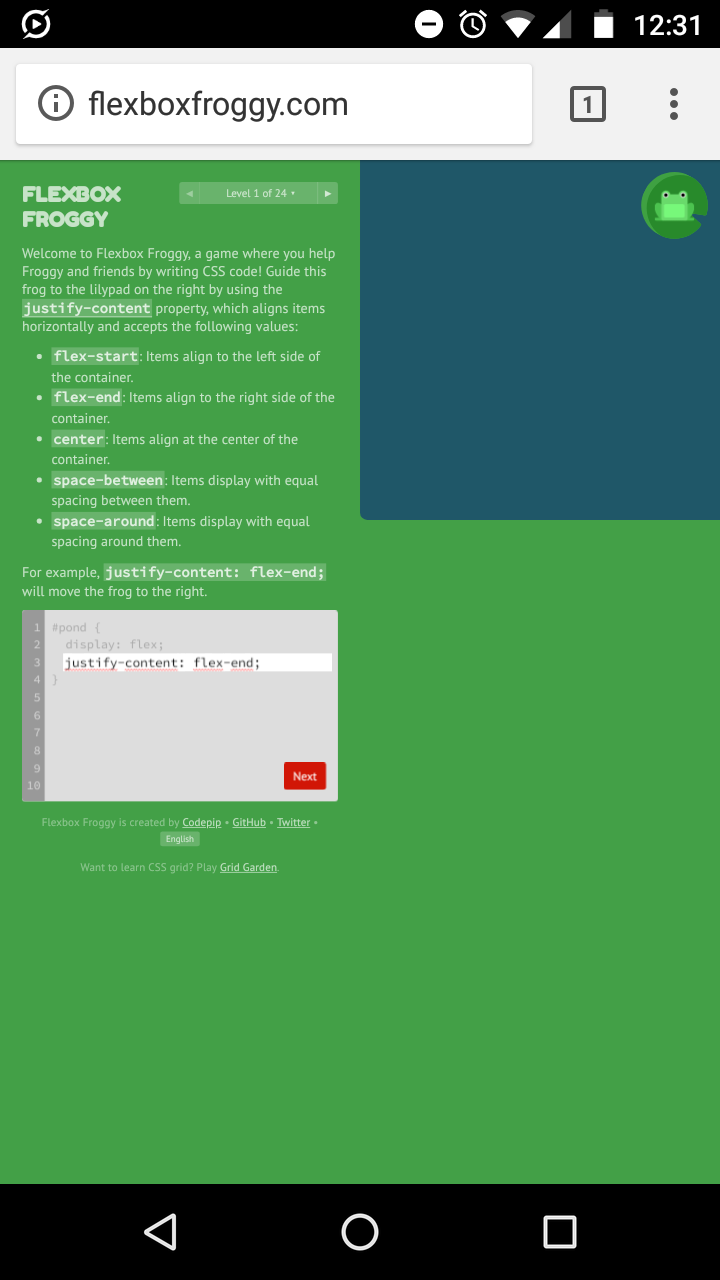 12:31
flexboxfroggy.com
1
FLEXBOX
FROGGY
◀ Level 1 of 24 ▾ ▶
Welcome to Flexbox Froggy, a game where you help
Froggy and friends by writing CSS code! Guide this
frog to the lilypad on the right by using the
justify-content property, which aligns items
horizontally and accepts the following values:
• flex-start: Items align to the left side of
the container.
• flex-end: Items align to the right side of the
container.
• center: Items align at the center of the
container.
• space-between: Items display with equal
spacing between them.
• space-around: Items display with equal
spacing around them.
For example, justify-content: flex-end;
will move the frog to the right.
1 #pond {
2 display: flex;
3 justify-content: flex-end;
4 }
5
6
7
8
9
10
Next
Flexbox Froggy is created by Codepip • GitHub • Twitter •
English
Want to learn CSS grid? Play Grid Garden.